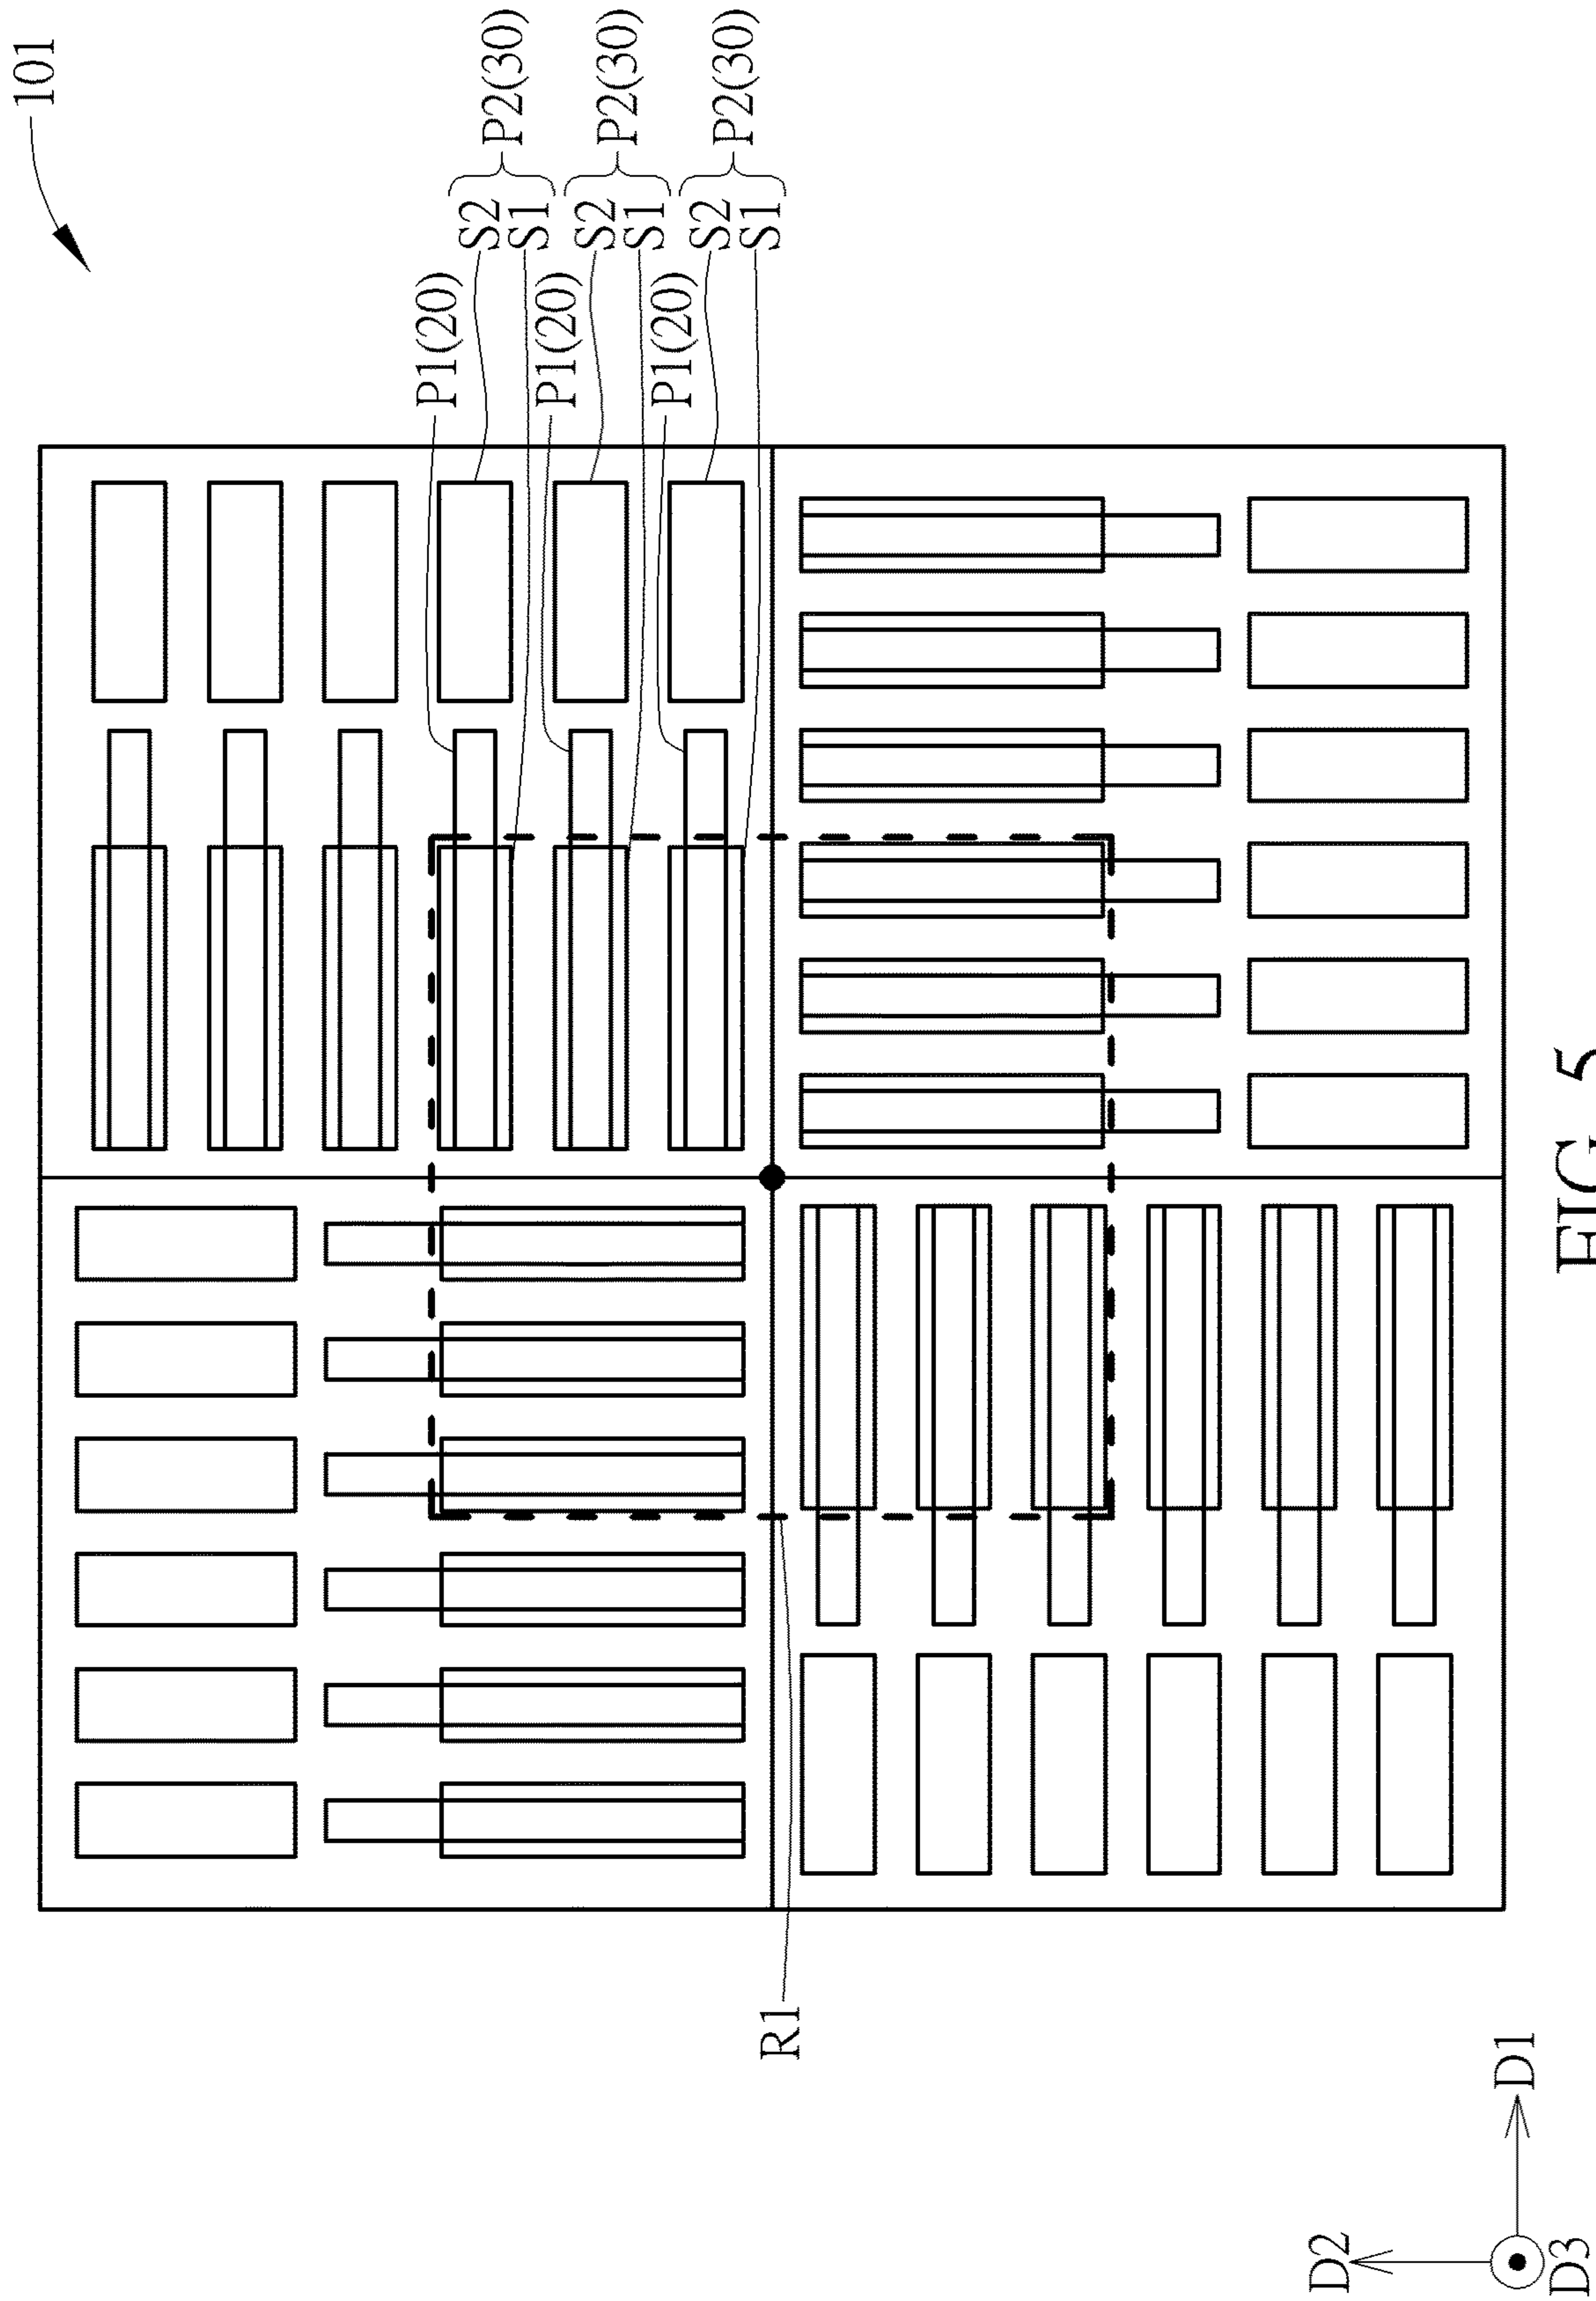 101
P1(20)
S2
S1
P2(30)
P1(20)
S2
S1
P2(30)
P1(20)
S2
S1
P2(30)
R1
D2
D1
D3
FIG. 5